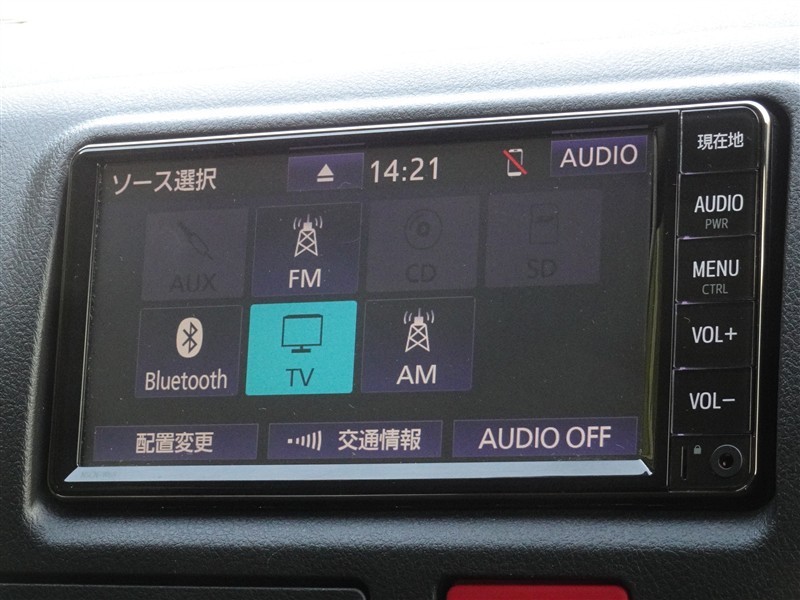 ソース選択 14:21 AUDIO
AUX FM CD SD
Bluetooth TV AM
配置変更 交通情報 AUDIO OFF
現在地
AUDIO
PWR
MENU
CTRL
VOL+
VOL−